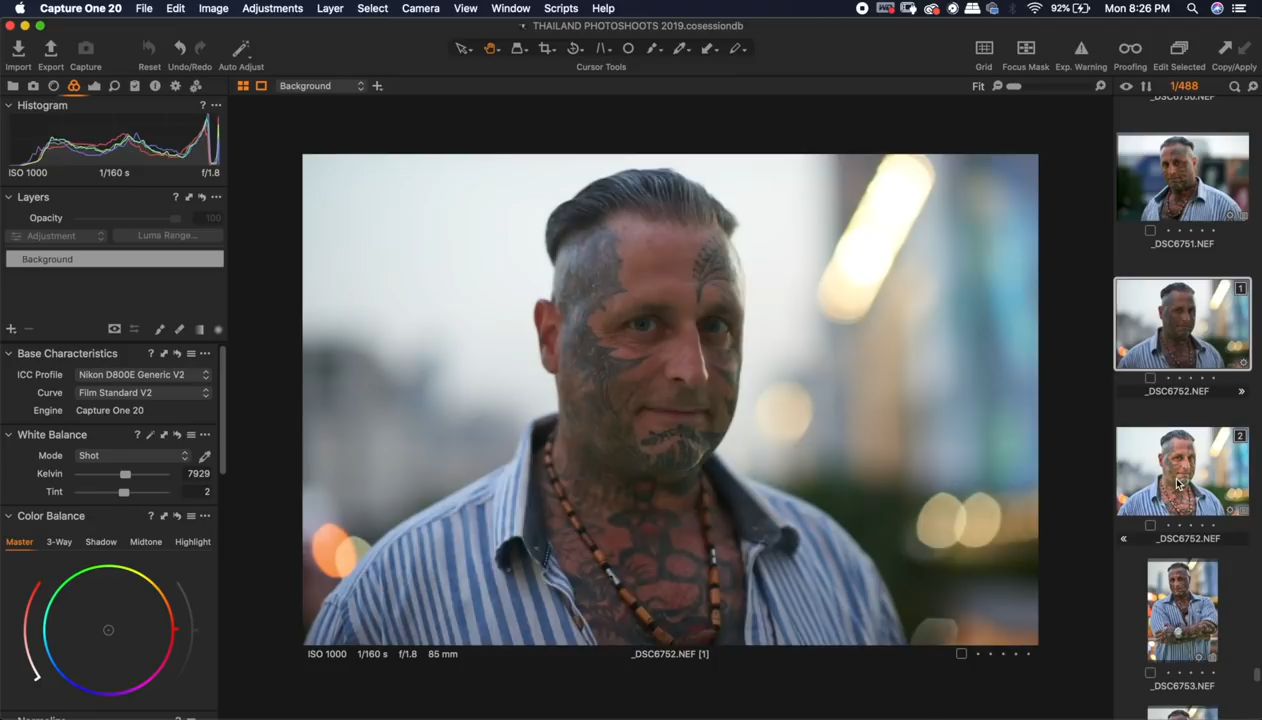 Capture One 20 File Edit Image Adjustments Layer Select Camera View Window Scripts Help 92% Mon 8:26 PM
THAILAND PHOTOSHOOTS 2019.cosessiondb
Import Export Capture Reset Undo/Redo Auto Adjust Cursor Tools Grid Focus Mask Exp. Warning Proofing Edit Selected Copy/Apply
Background Fit 1/488
Histogram ? ...
ISO 1000 1/160 s f/1.8
Layers ? ...
Opacity 100
Adjustment Luma Range...
Background
Base Characteristics ? ...
ICC Profile Nikon D800E Generic V2
Curve Film Standard V2
Engine Capture One 20
White Balance ? ...
Mode Shot
Kelvin 7929
Tint 2
Color Balance ? ...
Master 3-Way Shadow Midtone Highlight
ISO 1000 1/160 s f/1.8 85 mm _DSC6752.NEF [1]
_DSC6750.NEF
_DSC6751.NEF
1
_DSC6752.NEF »
2
« _DSC6752.NEF
_DSC6753.NEF